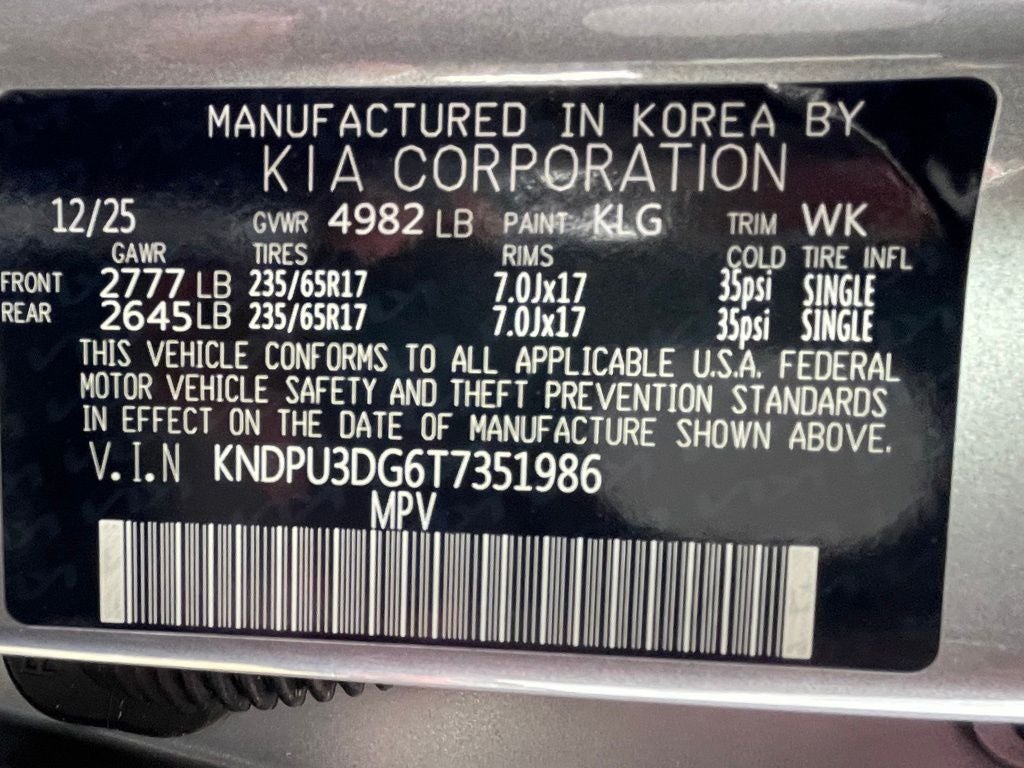 MANUFACTURED IN KOREA BY
KIA CORPORATION
12/25 GVWR 4982 LB PAINT KLG TRIM WK
GAWR TIRES RIMS COLD TIRE INFL
FRONT 2777 LB 235/65R17 7.0Jx17 35psi SINGLE
REAR 2645 LB 235/65R17 7.0Jx17 35psi SINGLE
THIS VEHICLE CONFORMS TO ALL APPLICABLE U.S.A. FEDERAL
MOTOR VEHICLE SAFETY AND THEFT PREVENTION STANDARDS
IN EFFECT ON THE DATE OF MANUFACTURE SHOWN ABOVE.
V.I.N KNDPU3DG6T7351986
MPV